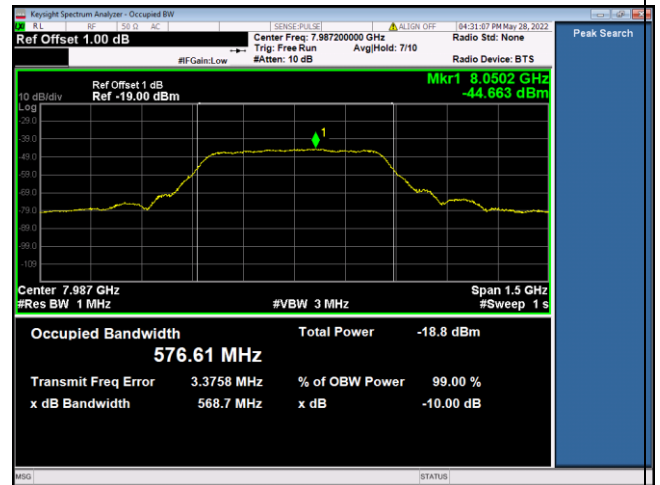 Keysight Spectrum Analyzer - Occupied BW
RL RF 50 Ω AC SENSE:PULSE ALIGN OFF 04:31:07 PM May 28, 2022
Ref Offset 1.00 dB Center Freq: 7.987200000 GHz Radio Std: None Peak Search
Trig: Free Run Avg|Hold: 7/10
#IFGain:Low #Atten: 10 dB Radio Device: BTS
Ref Offset 1 dB Mkr1 8.0502 GHz
10 dB/div Ref -19.00 dBm -44.663 dBm
Log
-29.0
1
-39.0
-49.0
-59.0
-69.0
-79.0
-89.0
-99.0
-109
Center 7.987 GHz Span 1.5 GHz
#Res BW 1 MHz #VBW 3 MHz #Sweep 1 s
Occupied Bandwidth Total Power -18.8 dBm
576.61 MHz
Transmit Freq Error 3.3758 MHz % of OBW Power 99.00 %
x dB Bandwidth 568.7 MHz x dB -10.00 dB
MSG STATUS